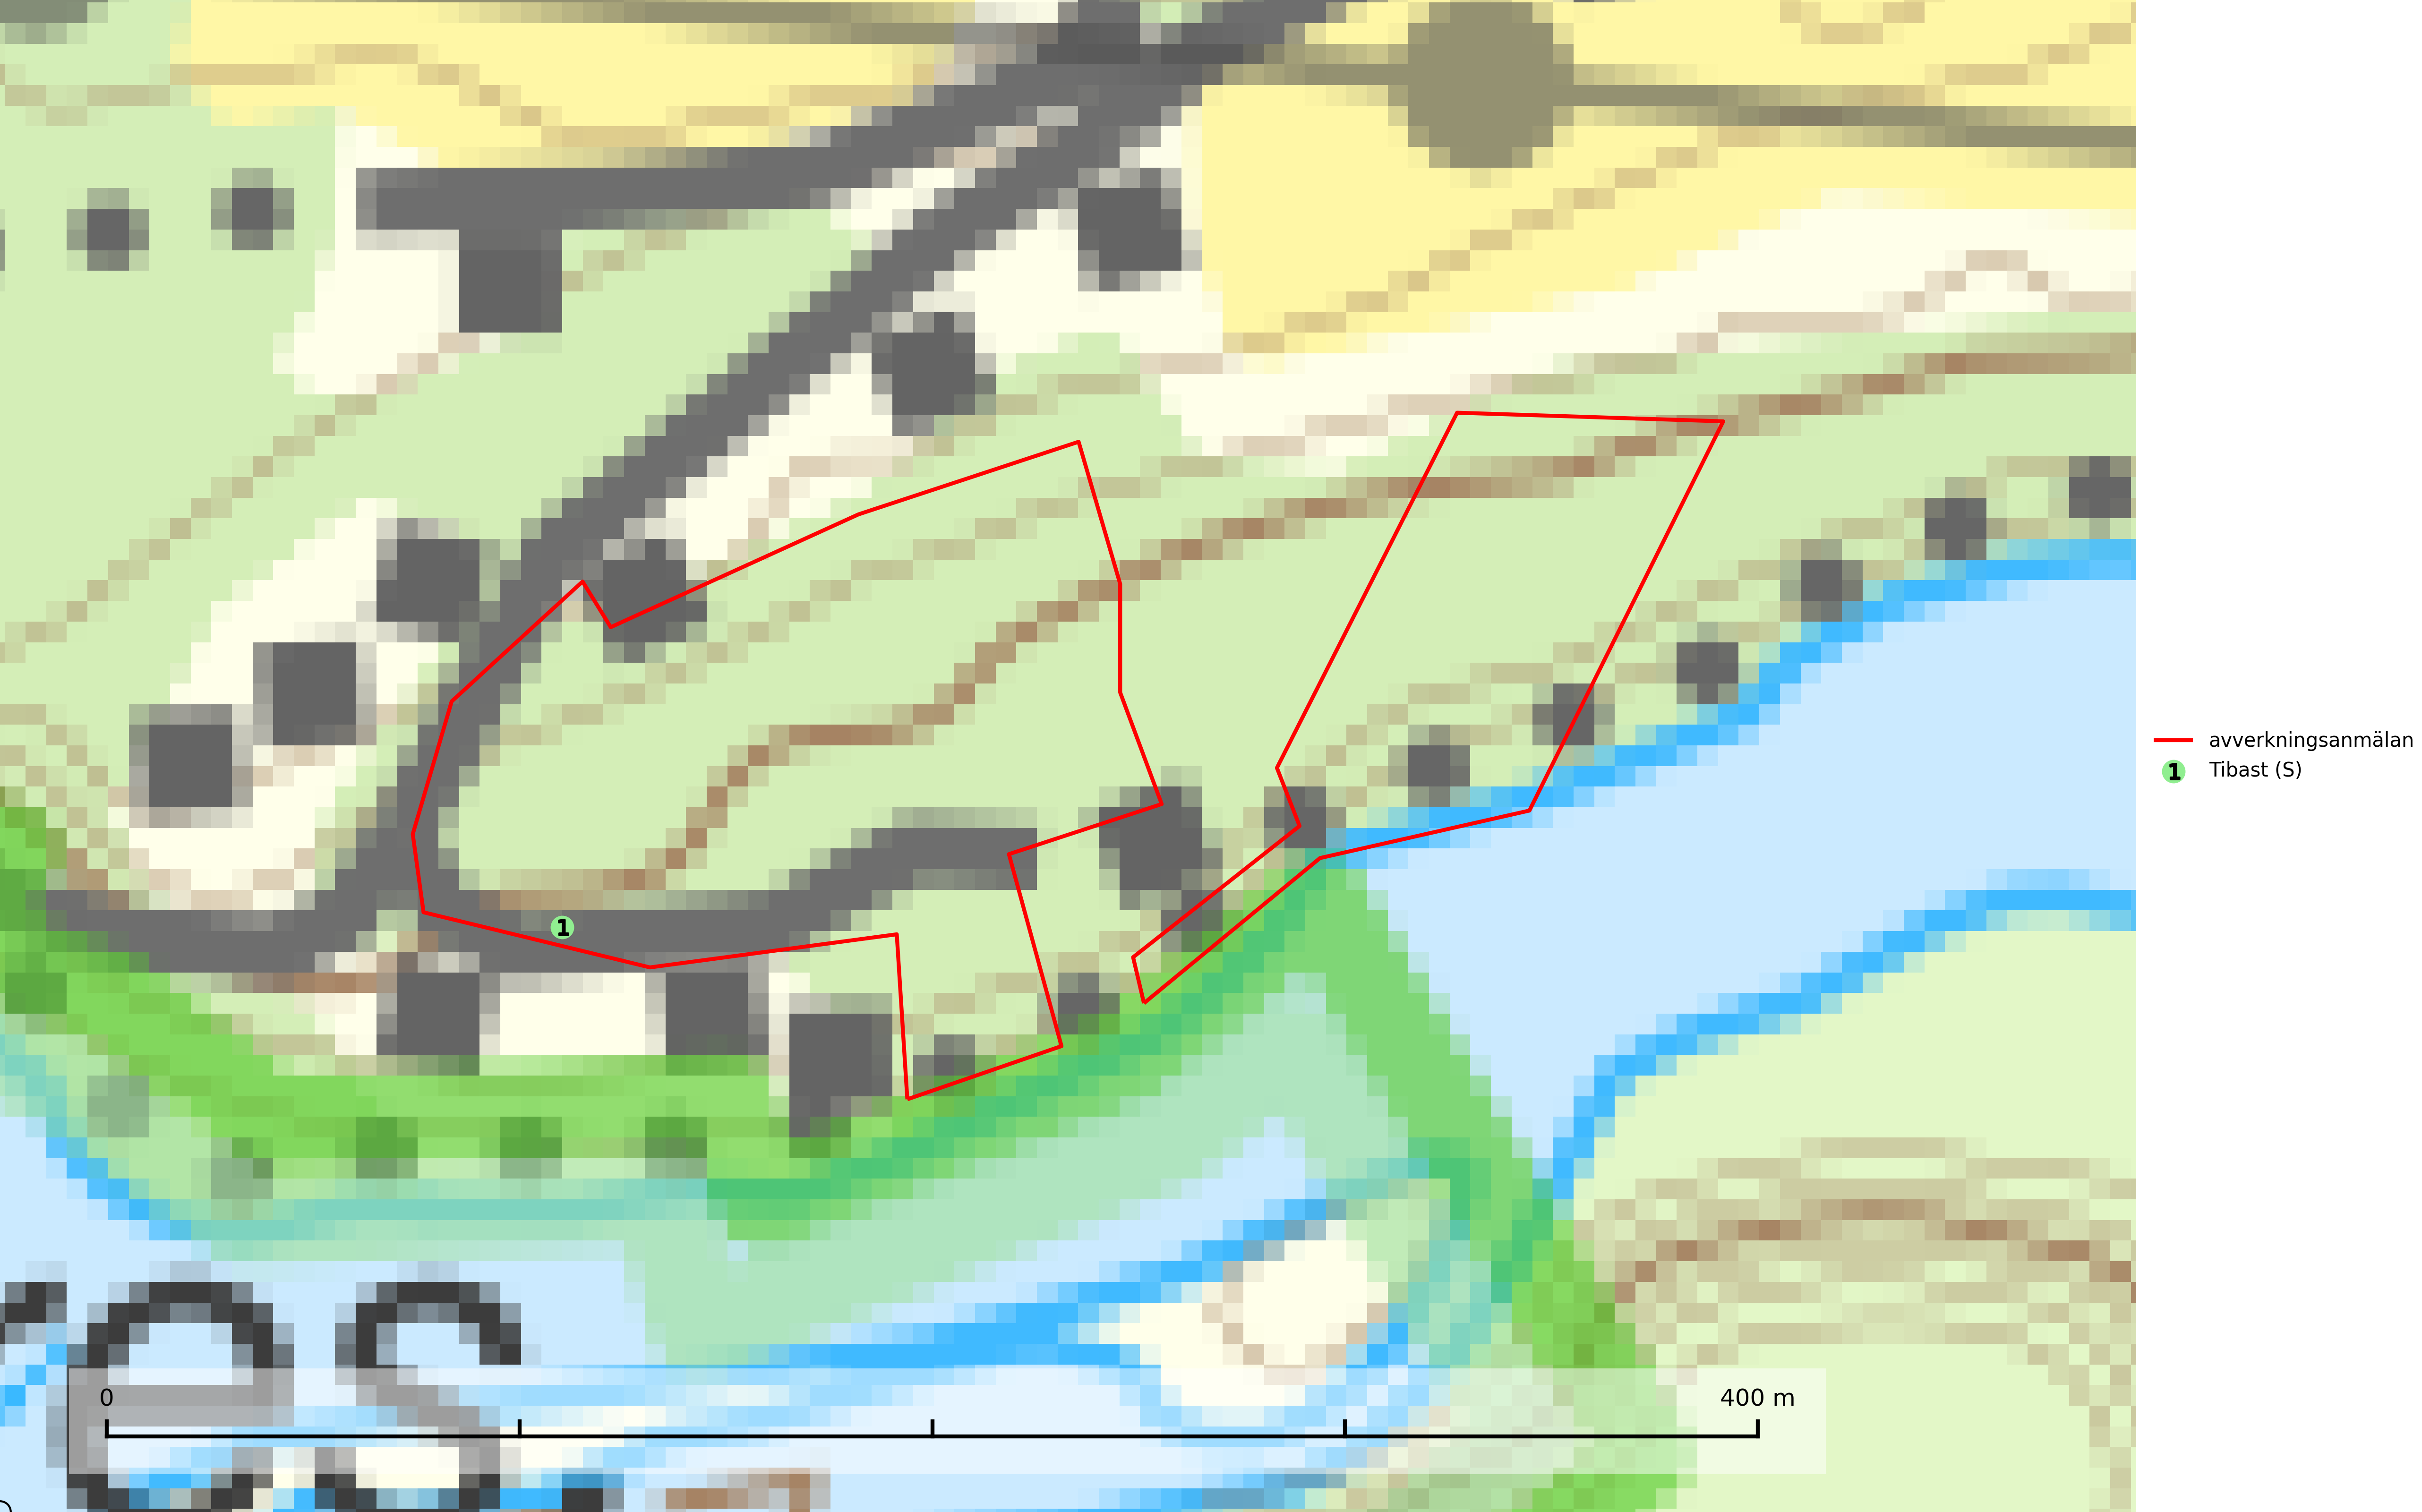 avverkningsanmälan
1 Tibast (S)
1
0 400 m